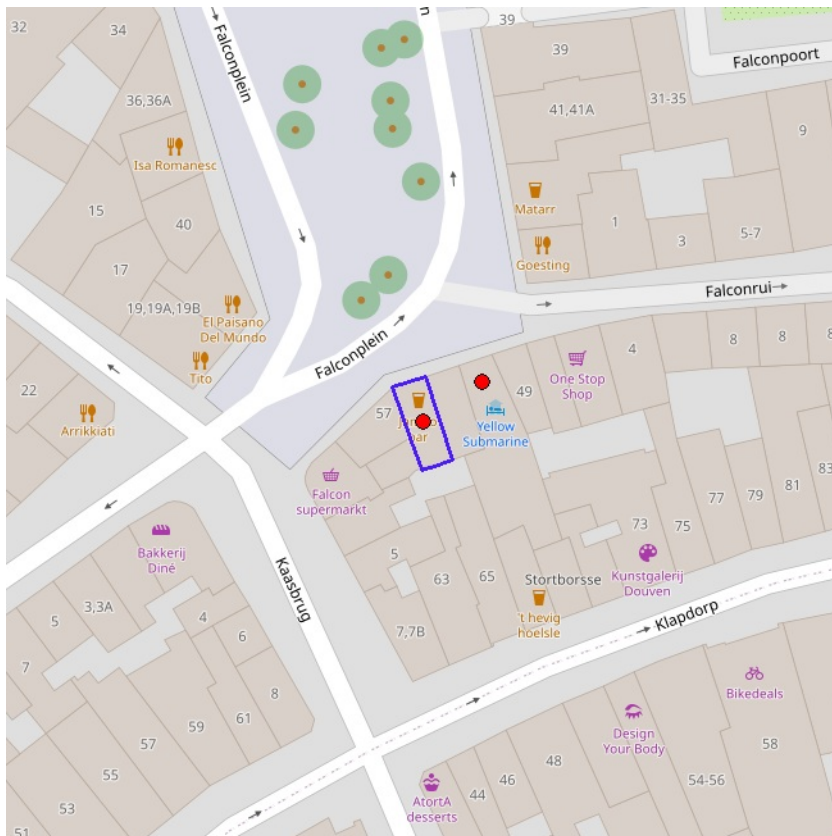 32
34
39
Falconplein
39
Falconpoort
36,36A
41,41A
31-35
9
Isa Romanesc
15
40
Matarr
1
3
5-7
17
Goesting
19,19A,19B
El Paisano
Del Mundo
Falconrui
Falconplein
Tito
22
Arrikkiati
57
bar
49
Yellow
Submarine
One Stop
Shop
4
8
8
Falcon
supermarkt
83
81
79
77
75
73
Bakkerij
Diné
5
63
65
Stortborsse
Kunstgalerij
Douven
't hevig
hoelsle
Kaasbrug
Klapdorp
5
3,3A
4
6
7
7,7B
8
61
59
57
55
53
51
Bikedeals
Design
Your Body
58
54-56
48
46
44
AtortA
desserts